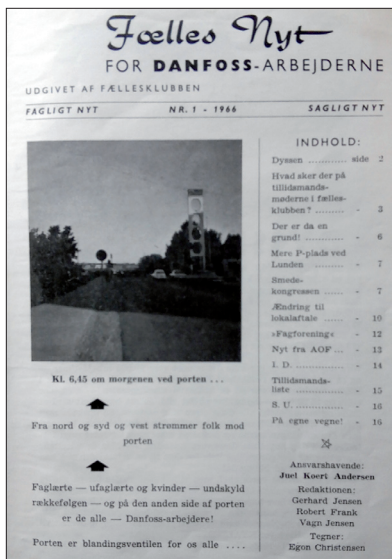 Fælles Nyt
FOR DANFOSS-ARBEJDERNE
UDGIVET AF FÆLLESKLUBBEN
FAGLIGT NYT NR. 1 - 1966 SAGLIGT NYT
Kl. 6,45 om morgenen ved porten . . .
Fra nord og syd og vest strømmer folk mod
porten
Faglærte — ufaglærte og kvinder — undskyld
rækkefølgen — og på den anden side af porten
er de alle — Danfoss-arbejdere!
Porten er blandingsventilen for os alle . . . .
INDHOLD:
Dyssen ............ side 2
Hvad sker der på
tillidsmands-
møderne i fælles-
klubben? ......... - 3
Der er da en
grund! ............ - 6
Mere P-plads ved
Lunden ........... - 7
Smede-
kongressen ...... - 7
Ændring til
lokalaftale ...... - 10
»Fagforening« - 12
Nyt fra AOF ... - 13
I. D. ................ - 14
Tillidsmands-
liste ............... - 15
S. U. ............... - 16
På egne vegne! - 16
Ansvarshavende:
Juel Koert Andersen
Redaktionen:
Gerhard Jensen
Robert Frank
Vagn Jensen
Tegner:
Egon Christensen